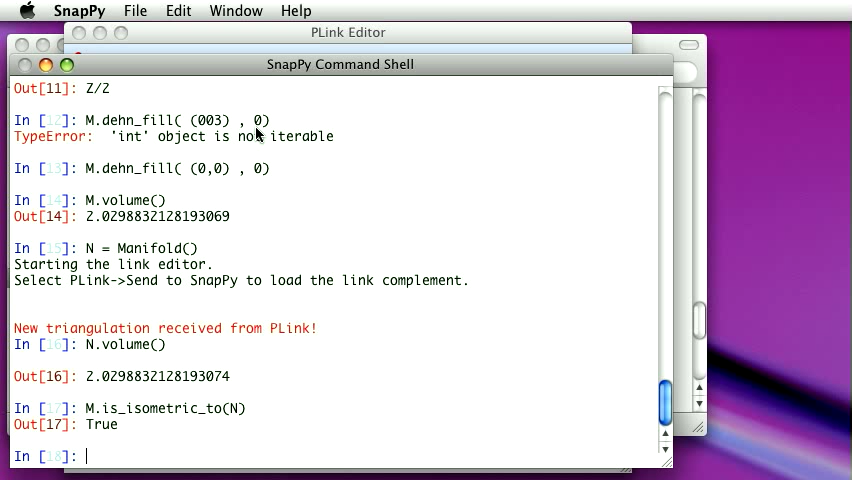 SnapPy File Edit Window Help
PLink Editor
SnapPy Command Shell
Out[11]: Z/2
In [12]: M.dehn_fill( (003) , 0)
TypeError: 'int' object is not iterable
In [13]: M.dehn_fill( (0,0) , 0)
In [14]: M.volume()
Out[14]: 2.0298832128193069
In [15]: N = Manifold()
Starting the link editor.
Select PLink->Send to SnapPy to load the link complement.
New triangulation received from PLink!
In [16]: N.volume()
Out[16]: 2.0298832128193074
In [17]: M.is_isometric_to(N)
Out[17]: True
In [18]: